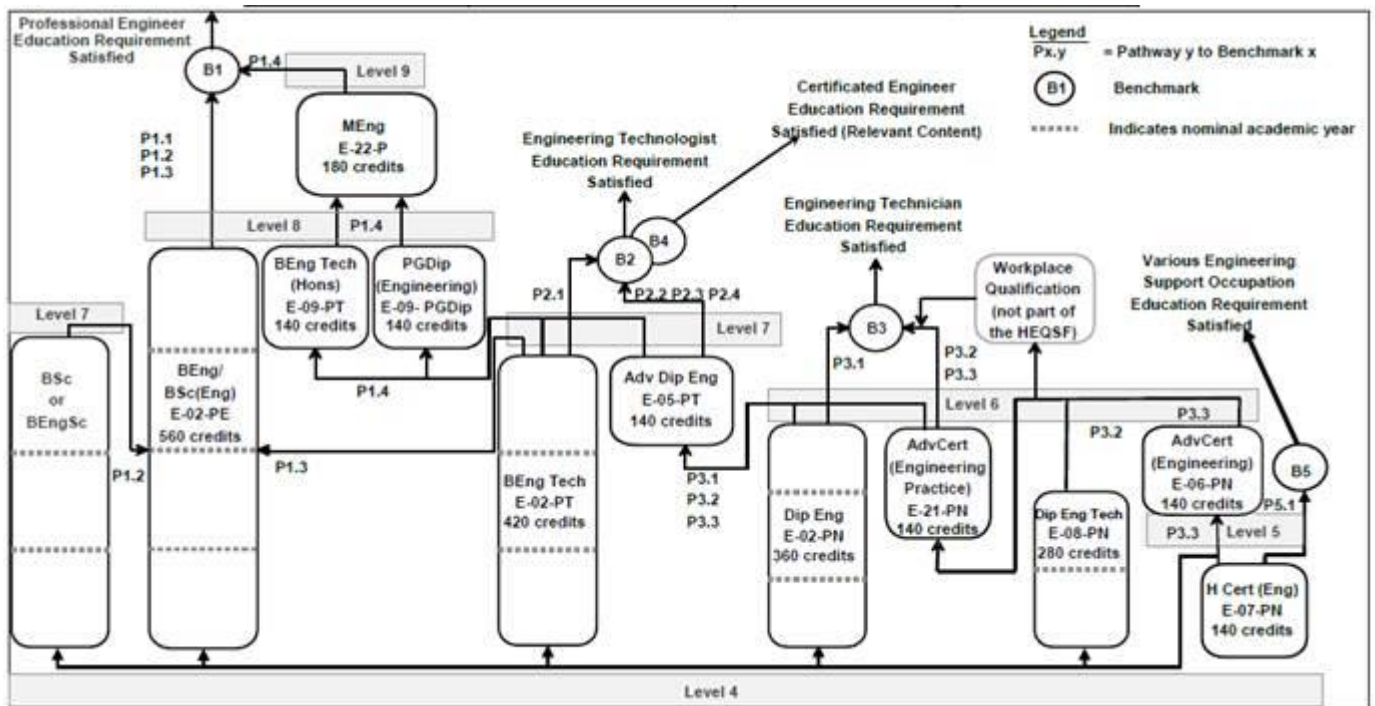 Professional Engineer
Education Requirement
Satisfied
B1
P1.4
Level 9
P1.1
P1.2
P1.3
MEng
E-22-P
180 credits
Level 8
P1.4
BEng Tech
(Hons)
E-09-PT
140 credits
PGDip
(Engineering)
E-09- PGDip
140 credits
Level 7
BSc
or
BEngSc
P1.2
BEng/
BSc(Eng)
E-02-PE
560 credits
P1.3
P1.4
Engineering Technologist
Education Requirement
Satisfied
Certificated Engineer
Education Requirement
Satisfied (Relevant Content)
B4
B2
P2.1
P2.2 P2.3 P2.4
Level 7
BEng Tech
E-02-PT
420 credits
Adv Dip Eng
E-05-PT
140 credits
P3.1
P3.2
P3.3
Engineering Technician
Education Requirement
Satisfied
B3
P3.1
P3.2
P3.3
Workplace
Qualification
(not part of
the HEQSF)
Level 6
Dip Eng
E-02-PN
360 credits
AdvCert
(Engineering
Practice)
E-21-PN
140 credits
P3.2
P3.3
Dip Eng Tech
E-08-PN
280 credits
AdvCert
(Engineering)
E-06-PN
140 credits
Various Engineering
Support Occupation
Education Requirement
Satisfied
B5
P5.1
P3.3
Level 5
H Cert (Eng)
E-07-PN
140 credits
Level 4
Legend
Px.y = Pathway y to Benchmark x
B1 Benchmark
Indicates nominal academic year